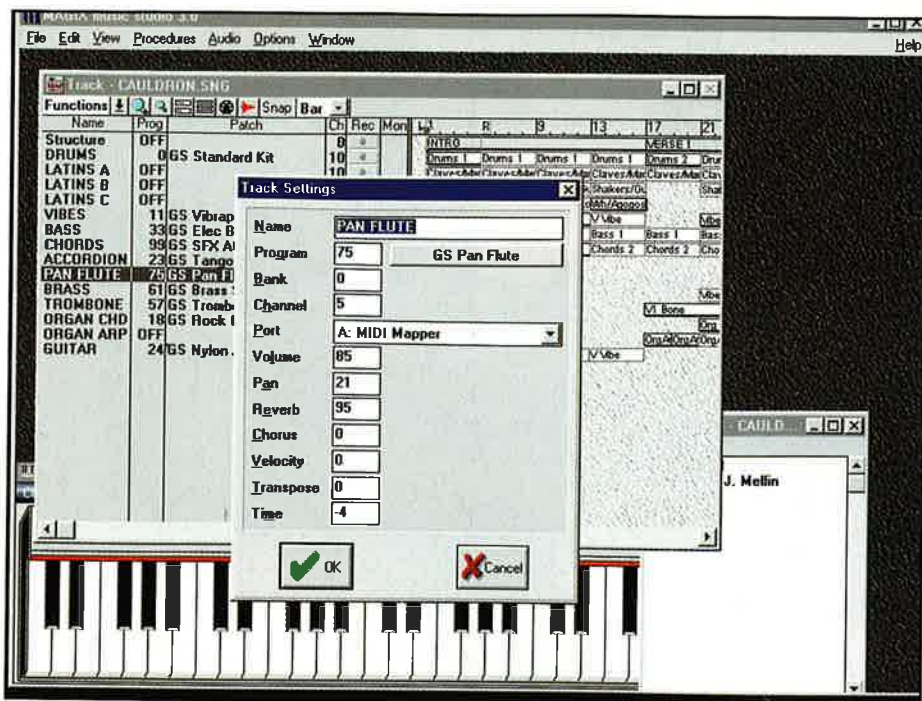 MAGIX music studio 3.0
File Edit View Procedures Audio Options Window Help
Track - CAULDRON.SNG
Functions Snap Bar
Name Prog Patch Ch Rec Mon 9 13 17 21
Structure OFF 0 INTRO VERSE 1
DRUMS 0 GS Standard Kit 10 Drums 1 Drums 1 Drums 1 Drums 1 Drums 2 Drum
LATINS A OFF 10
LATINS B OFF Shakers/
LATINS C OFF
VIBES 11 GS Vibrap V Vibe
BASS 33 GS Elec B Bass 1 Bass 1 Bass
CHORDS 99 GS SFX Chords 2 Chords 2 Cho
ACCORDION 23 GS Tango
PAN FLUTE 75 GS Pan Fl
BRASS 61 GS Brass
TROMBONE 57 GS Tromb VI Bone
ORGAN CHD 18 GS Rock
ORGAN ARP OFF
GUITAR 24 GS Nylon V Vibe
Track Settings
Name PAN FLUTE
Program 75 GS Pan Flute
Bank 0
Channel 5
Port A: MIDI Mapper
Volume 85
Pan 21
Reverb 95
Chorus 0
Velocity 0
Transpose 0
Time -4
OK Cancel
- CAULD...
J. Mellin